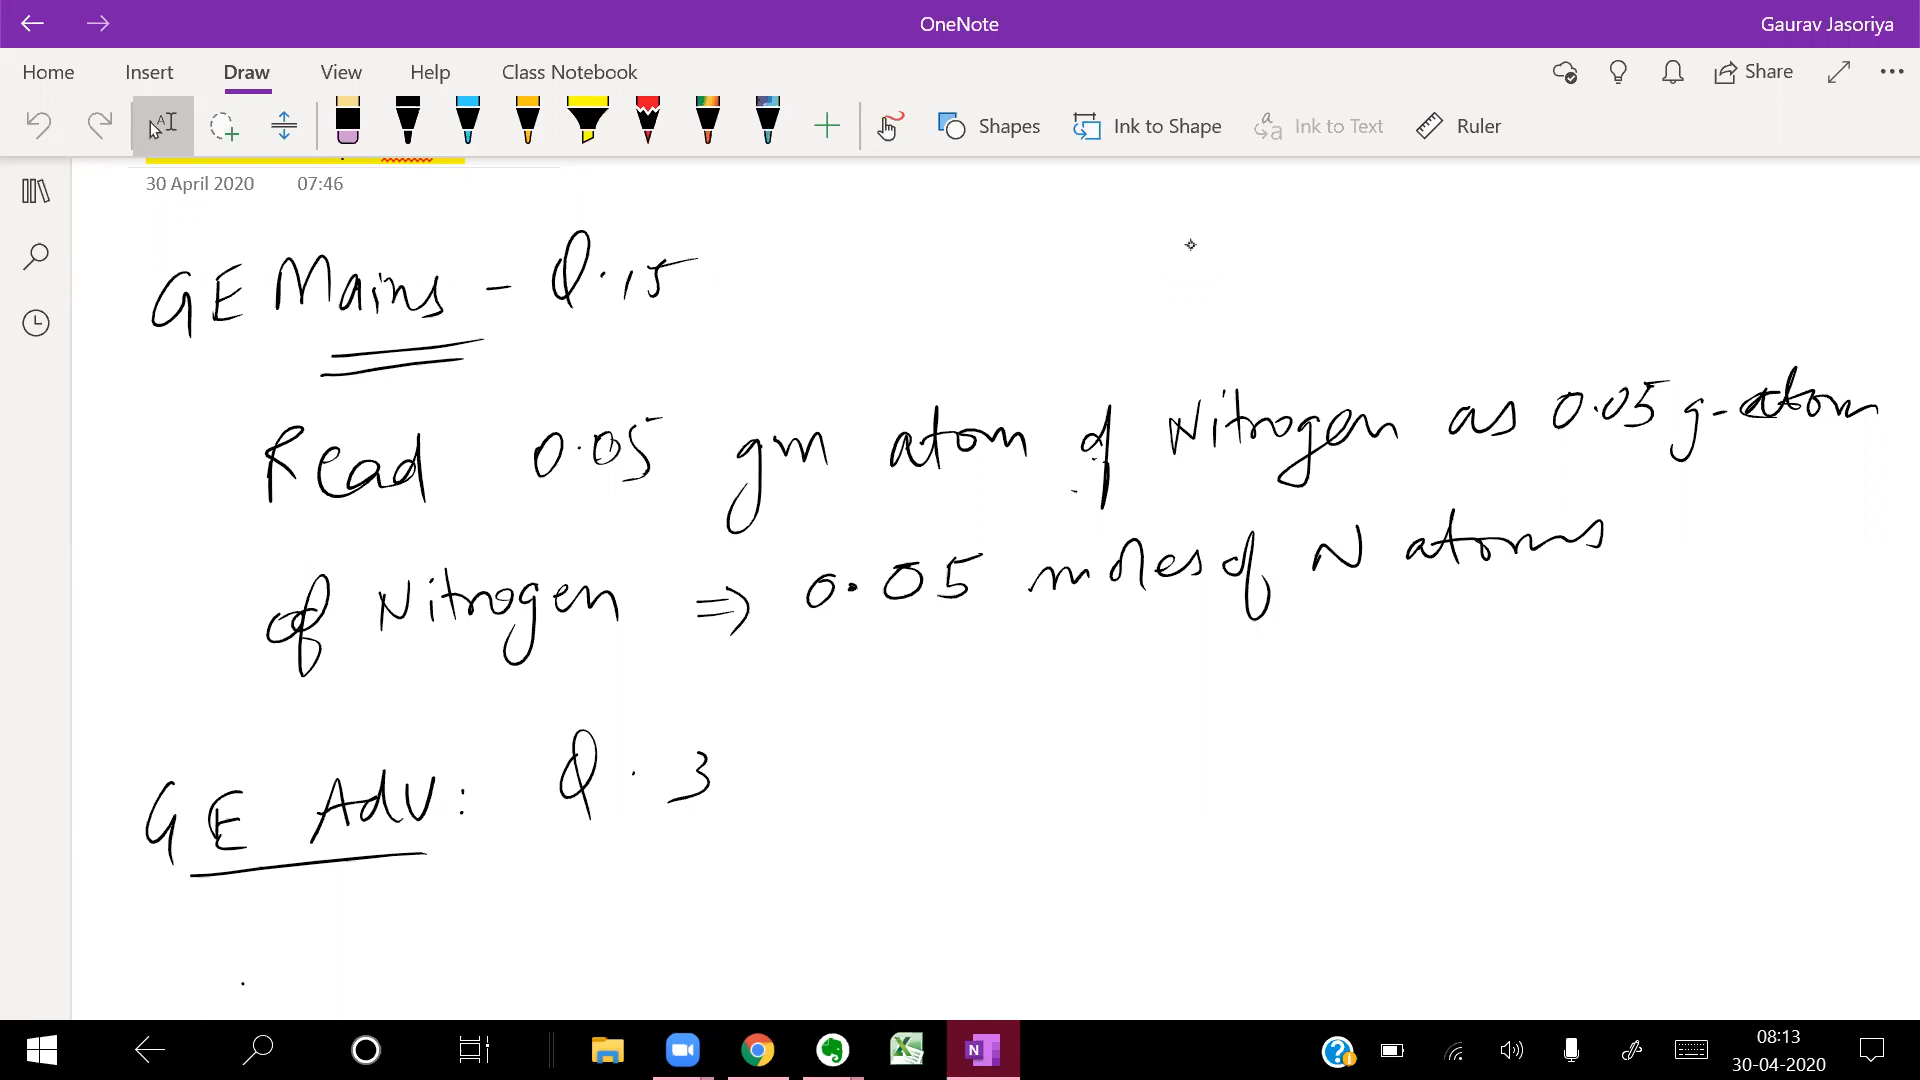 OneNote
Gaurav Jasoriya
Home Insert Draw View Help Class Notebook
Share
Shapes Ink to Shape Ink to Text Ruler
30 April 2020 07:46
GE Mains - Q.15
Read 0.05 gm atom of Nitrogen as 0.05 g-atom
of Nitrogen ⇒ 0.05 moles of N atoms
GE Adv: Q. 3
08:13
30-04-2020